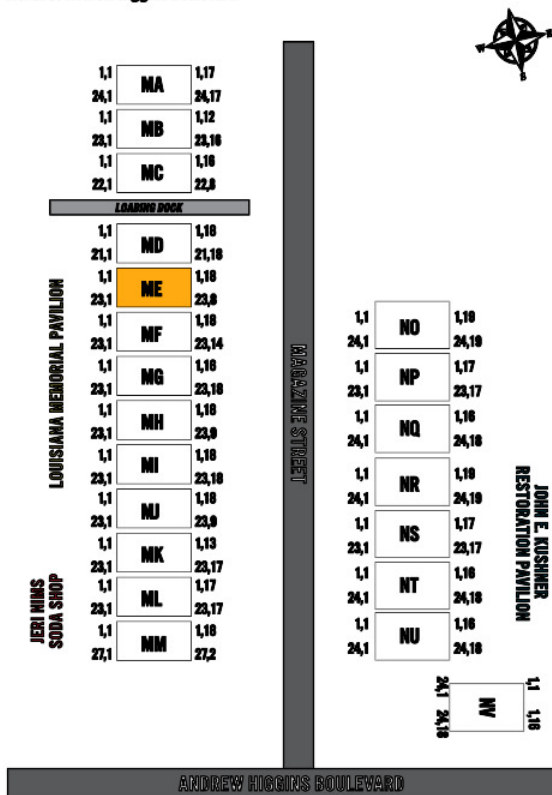 1,1 1,17
MA
24,1 24,17
1,1 1,12
MB
23,1 23,16
1,1 1,16
MC
22,1 22,8
LOADING DOCK
1,1 1,18
MD
21,1 21,18
1,1 1,18
ME
23,1 23,8
1,1 1,18
MF
23,1 23,14
1,1 1,16
MG
23,1 23,18
1,1 1,18
MH
23,1 23,9
1,1 1,18
MI
23,1 23,18
1,1 1,18
MJ
23,1 23,9
1,1 1,13
MK
23,1 23,17
1,1 1,17
ML
23,1 23,17
1,1 1,18
MM
27,1 27,2
LOUISIANA MEMORIAL PAVILION
JERI NIMS
SODA SHOP
MAGAZINE STREET
W E
S
1,1 1,19
NO
24,1 24,19
1,1 1,17
NP
23,1 23,17
1,1 1,16
NQ
24,1 24,18
1,1 1,19
NR
24,1 24,19
1,1 1,17
NS
23,1 23,17
1,1 1,16
NT
24,1 24,18
1,1 1,16
NU
24,1 24,18
JOHN E. KUSHNER
RESTORATION PAVILION
1,1 1,16
NV
24,1 24,18
ANDREW HIGGINS BOULEVARD